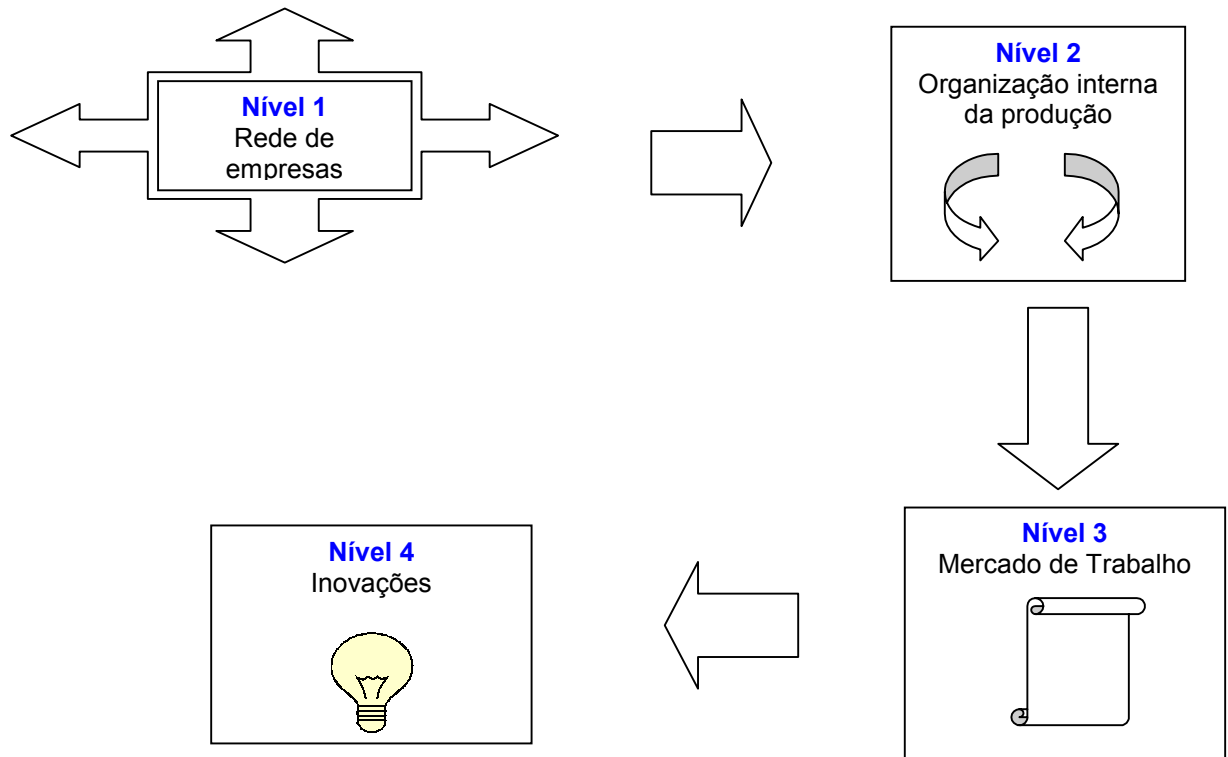 Nível 1
Rede de
empresas
Nível 2
Organização interna
da produção
Nível 3
Mercado de Trabalho
Nível 4
Inovações